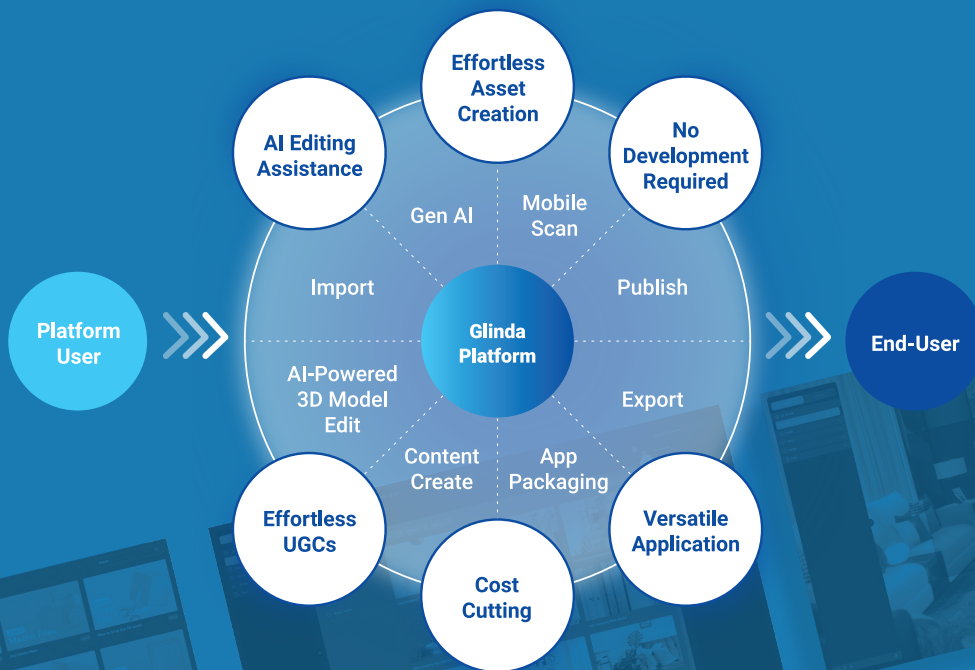 Effortless
Asset
Creation
AI Editing
Assistance
No
Development
Required
Gen AI
Mobile
Scan
Import
Publish
Platform
User
Glinda
Platform
End-User
AI-Powered
3D Model
Edit
Export
Content
Create
App
Packaging
Effortless
UGCs
Versatile
Application
Cost
Cutting